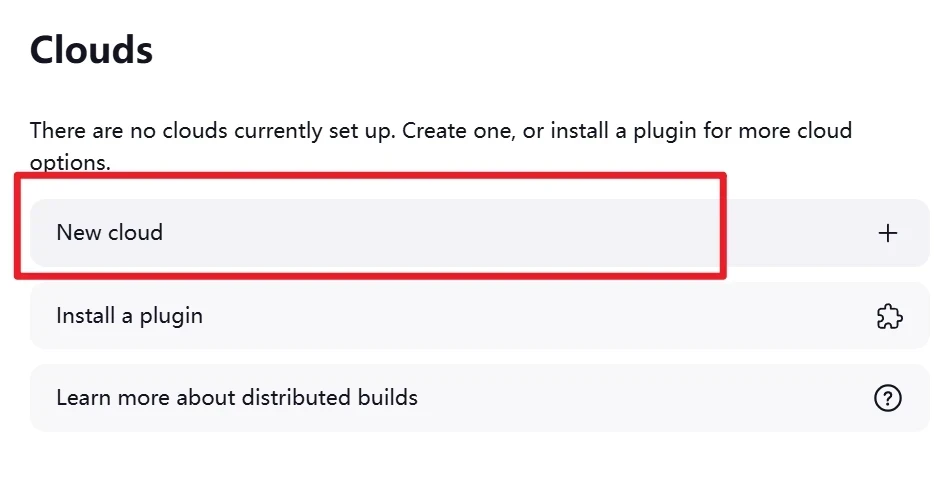 Clouds
There are no clouds currently set up. Create one, or install a plugin for more cloud
options.
New cloud
Install a plugin
Learn more about distributed builds